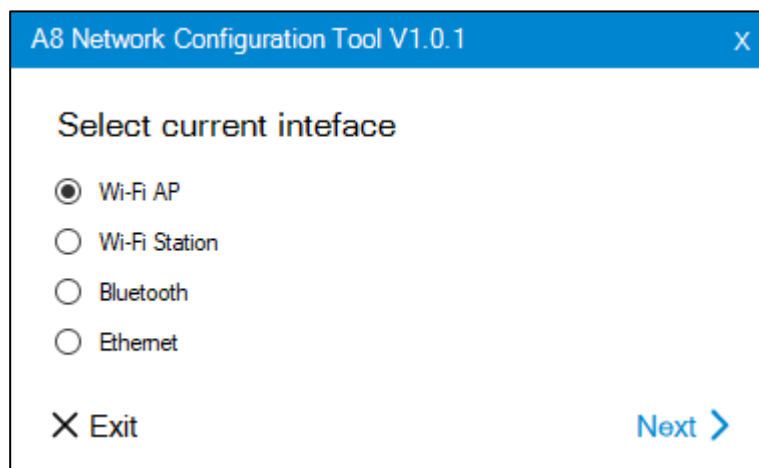 A8 Network Configuration Tool V1.0.1 X
Select current inteface
Wi-Fi AP
Wi-Fi Station
Bluetooth
Ethernet
Exit Next